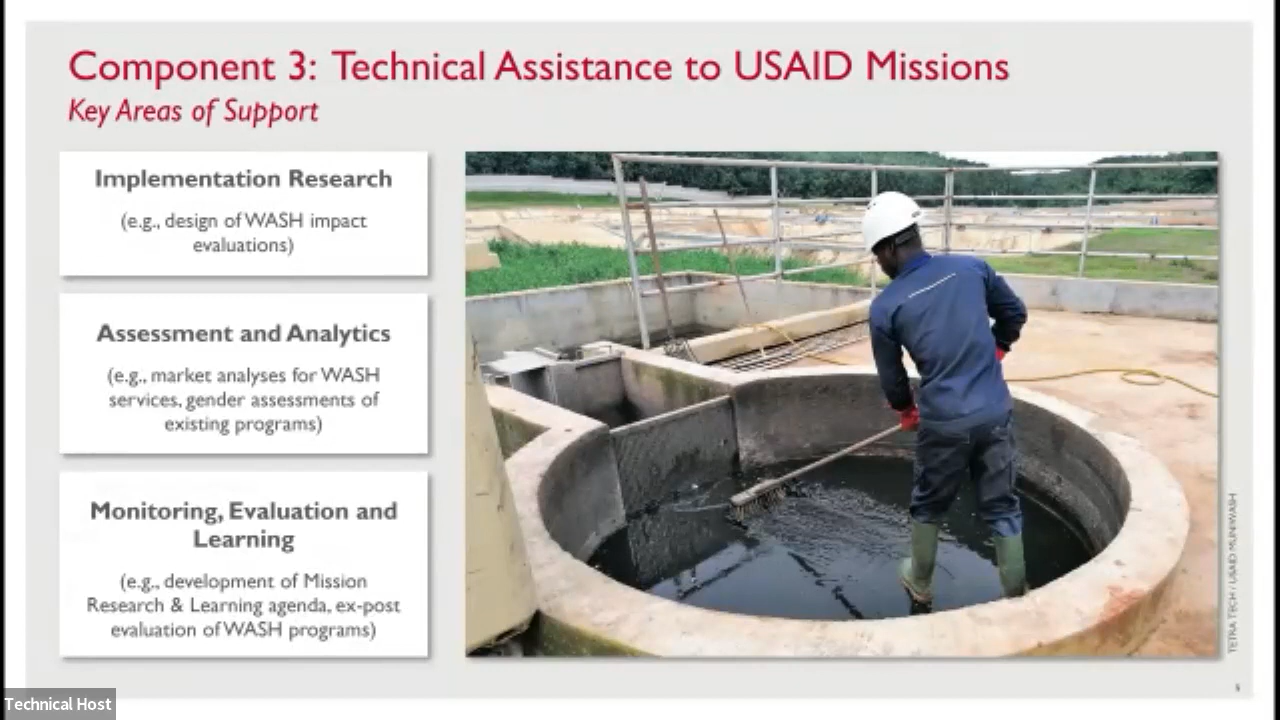 Component 3: Technical Assistance to USAID Missions
Key Areas of Support
Implementation Research
(e.g., design of WASH impact
evaluations)
Assessment and Analytics
(e.g., market analyses for WASH
services, gender assessments of
existing programs)
Monitoring, Evaluation and
Learning
(e.g., development of Mission
Research & Learning agenda, ex-post
evaluation of WASH programs)
TETRA TECH / USAID MUNIWASH
Technical Host